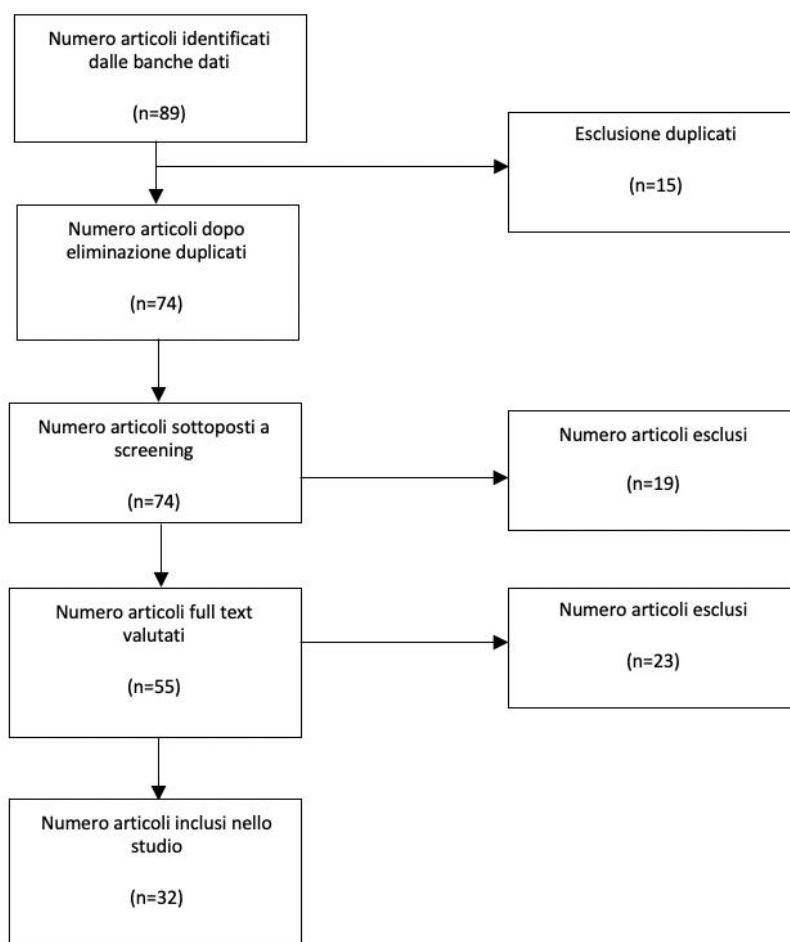 Numero articoli identificati
dalle banche dati
(n=89)
Esclusione duplicati
(n=15)
Numero articoli dopo
eliminazione duplicati
(n=74)
Numero articoli sottoposti a
screening
(n=74)
Numero articoli esclusi
(n=19)
Numero articoli full text
valutati
(n=55)
Numero articoli esclusi
(n=23)
Numero articoli inclusi nello
studio
(n=32)